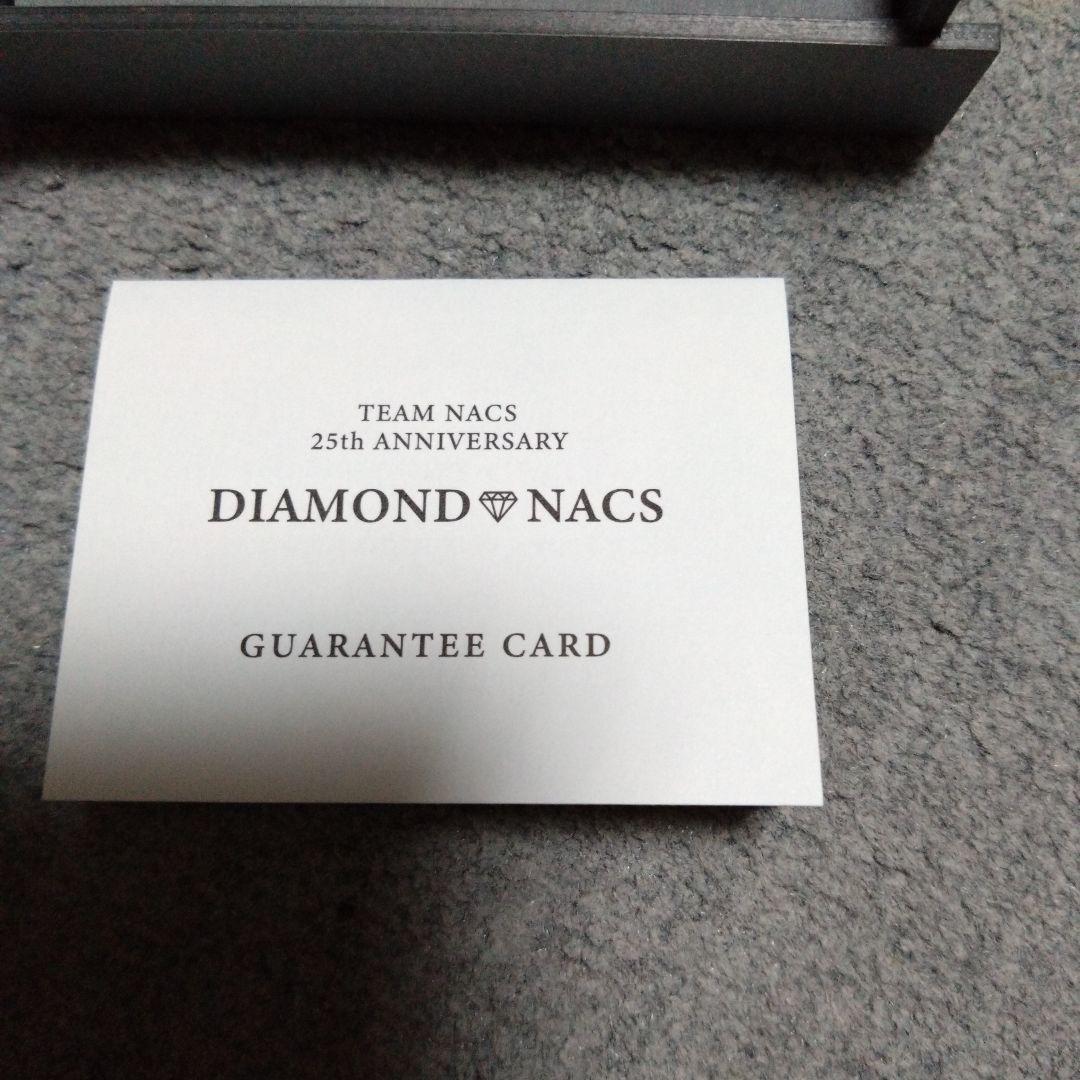 TEAM NACS
25th ANNIVERSARY
DIAMOND NACS
GUARANTEE CARD